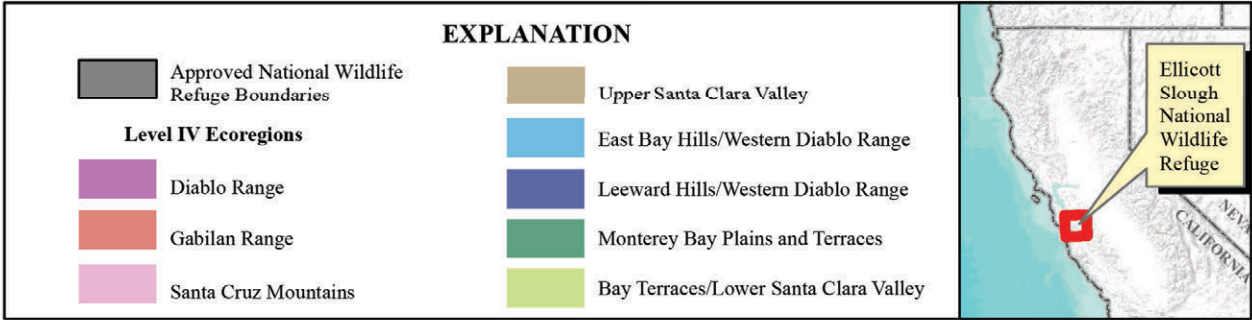 EXPLANATION
Approved National Wildlife
Refuge Boundaries
Level IV Ecoregions
Diablo Range
Gabilan Range
Santa Cruz Mountains
Upper Santa Clara Valley
East Bay Hills/Western Diablo Range
Leeward Hills/Western Diablo Range
Monterey Bay Plains and Terraces
Bay Terraces/Lower Santa Clara Valley
Ellicott
Slough
National
Wildlife
Refuge
NEVA
CALIFORNIA